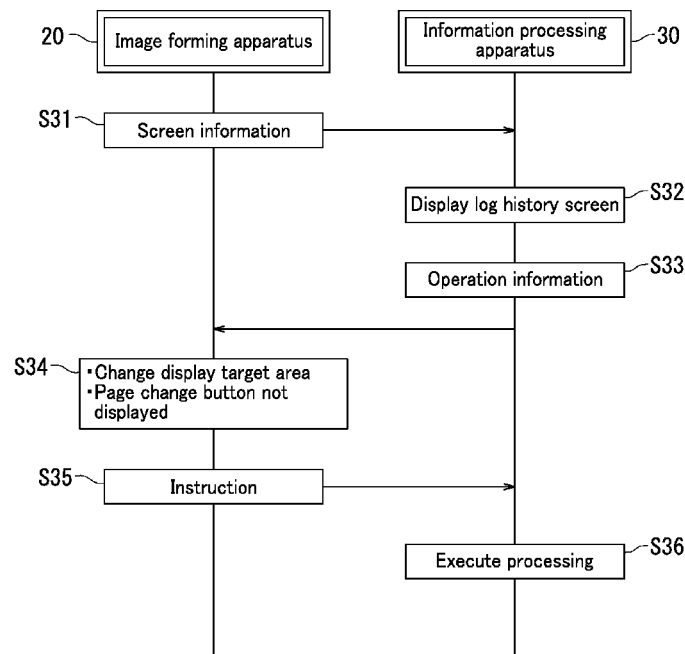 20
Image forming apparatus
Information processing
apparatus
30
S31
Screen information
Display log history screen
S32
Operation information
S33
S34
・Change display target area
・Page change button not
displayed
S35
Instruction
Execute processing
S36